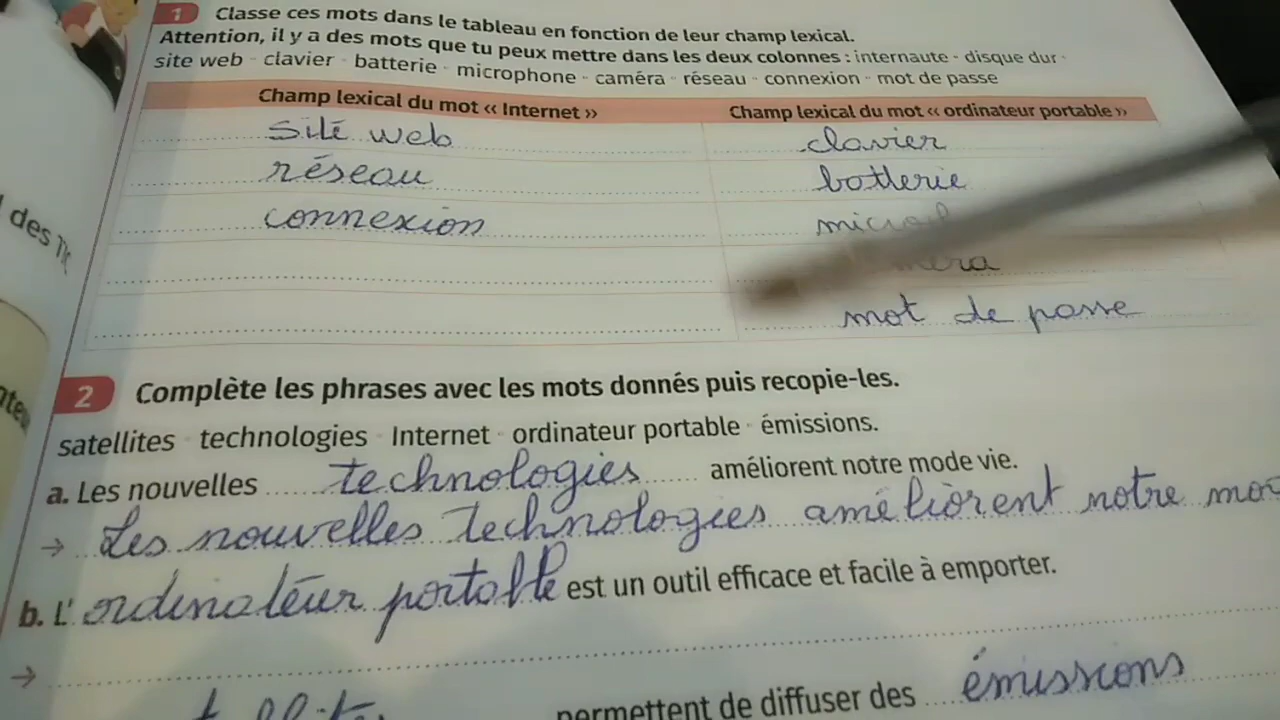 1 Classe ces mots dans le tableau en fonction de leur champ lexical.
Attention, il y a des mots que tu peux mettre dans les deux colonnes : internaute - disque dur -
site web - clavier - batterie - microphone - caméra - réseau - connexion - mot de passe
Champ lexical du mot « Internet » Champ lexical du mot « ordinateur portable »
site web clavier
réseau batterie
connexion
mot de passe
des
2 Complète les phrases avec les mots donnés puis recopie-les.
satellites - technologies - Internet - ordinateur portable - émissions.
a. Les nouvelles technologies améliorent notre mode vie.
→ Les nouvelles technologies améliorent notre
b. L'ordinateur portable est un outil efficace et facile à emporter.
→
permettent de diffuser des émissions